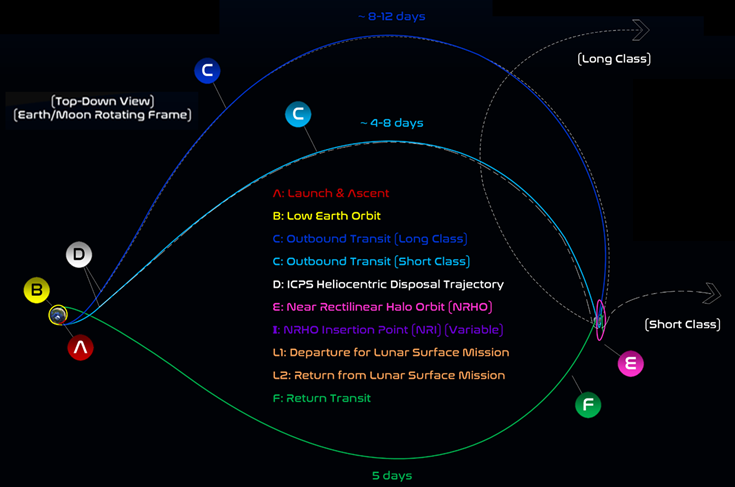 ~ 8-12 days
(Long Class)
C
(Top-Down View)
(Earth/Moon Rotating Frame)
C
~ 4-8 days
A: Launch & Ascent
B: Low Earth Orbit
C: Outbound Transit (Long Class)
C: Outbound Transit (Short Class)
D
D: ICPS Heliocentric Disposal Trajectory
B
E: Near Rectilinear Halo Orbit (NRHO)
(Short Class)
I: NRHO Insertion Point (NRI) (Variable)
A
L1: Departure for Lunar Surface Mission
E
L2: Return from Lunar Surface Mission
F: Return Transit
F
5 days